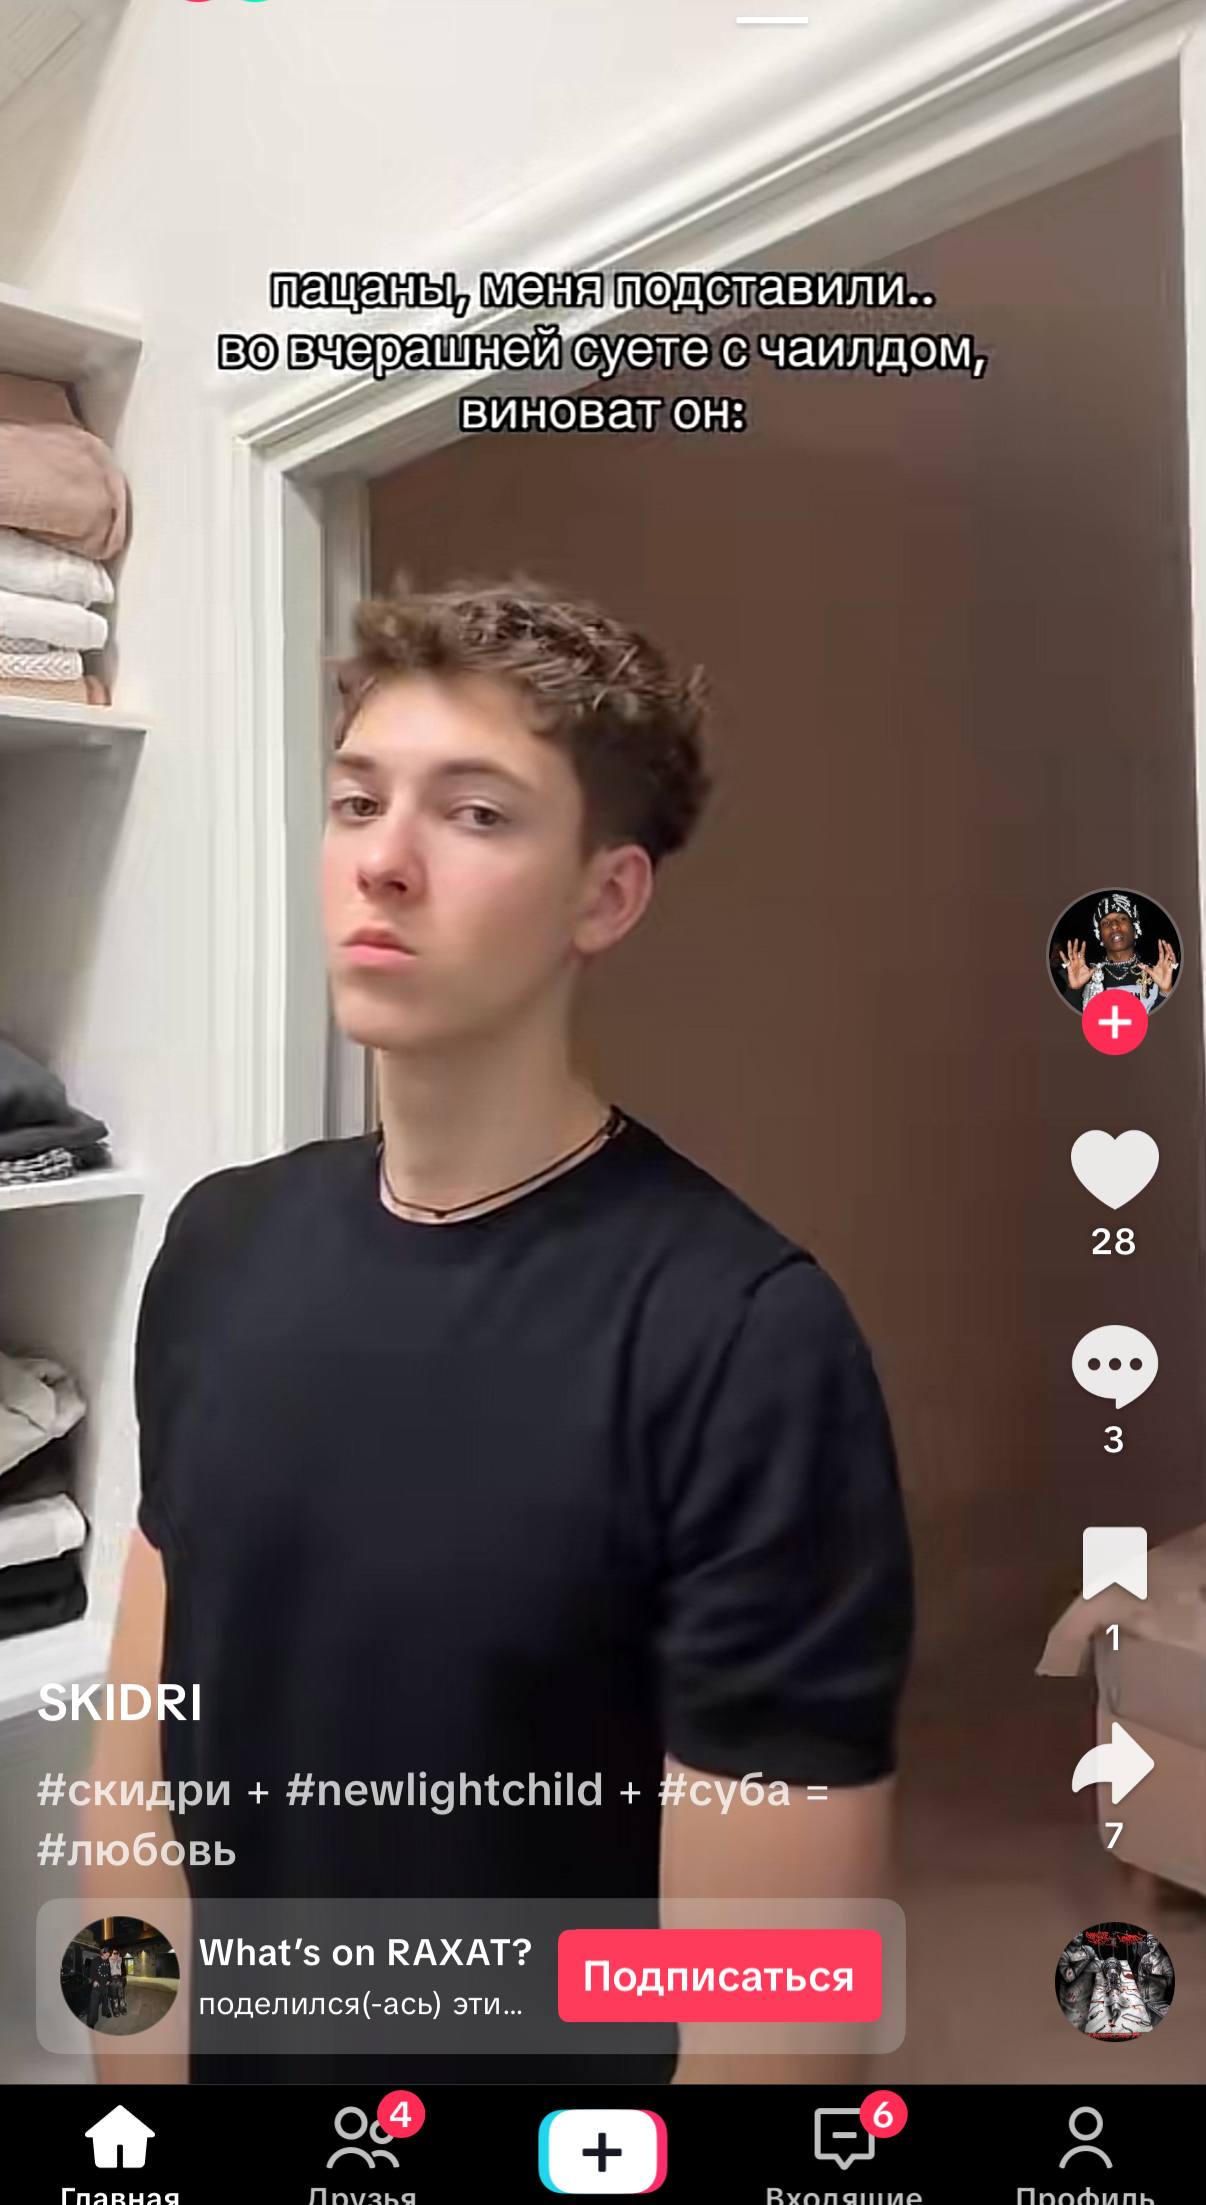 пацаны, меня подставили..
во вчерашней суете с чаилдом,
виноват он:
28
3
1
7
SKIDRI
#скидри + #newlightchild + #суба =
#любовь
What's on RAXAT?
поделился(-ась) эти...
Подписаться
4
6
Главная
Друзья
Входящие
Профиль